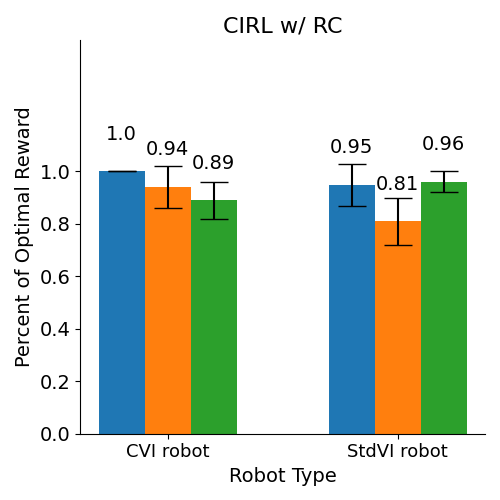 CIRL w/ RC
Percent of Optimal Reward
1.0
0.8
0.6
0.4
0.2
0.0
1.0
0.94
0.89
0.95
0.81
0.96
CVI robot
StdVI robot
Robot Type